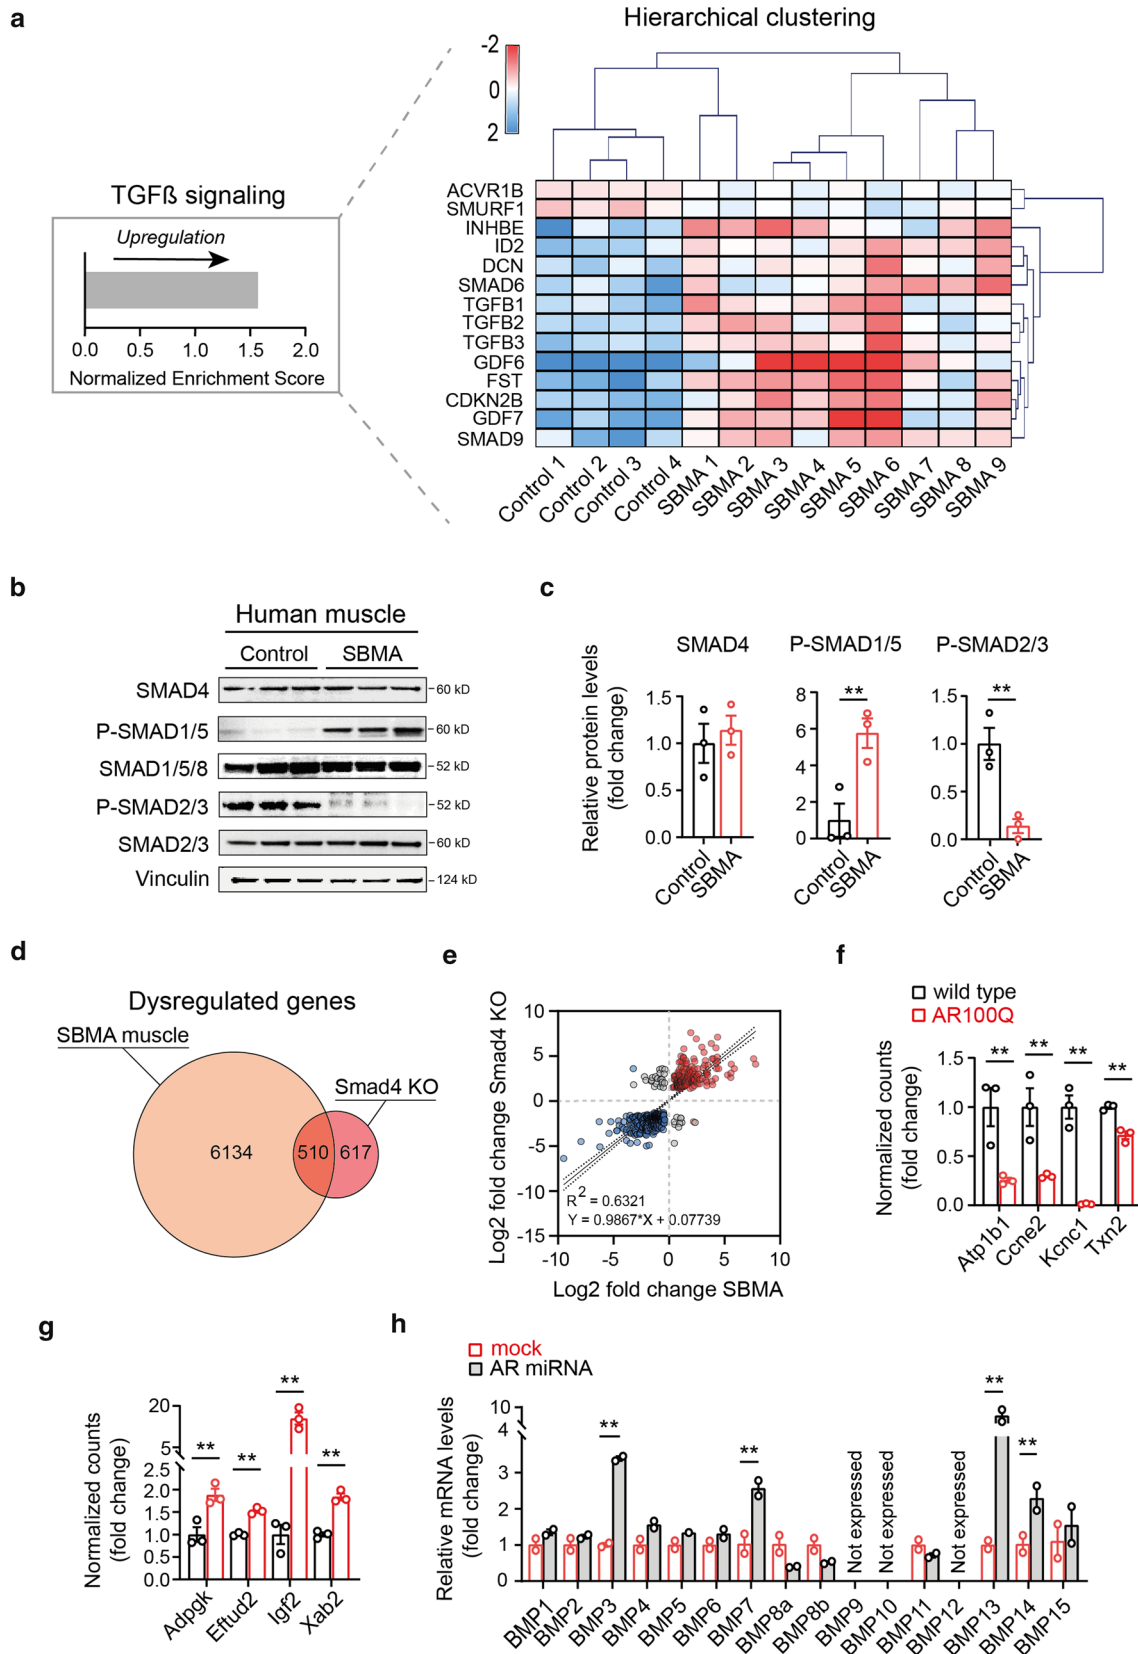 a
Hierarchical clustering
-2
0
2
TGFß signaling
Upregulation
0.0 0.5 1.0 1.5 2.0
Normalized Enrichment Score
ACVR1B
SMURF1
INHBE
ID2
DCN
SMAD6
TGFB1
TGFB2
TGFB3
GDF6
FST
CDKN2B
GDF7
SMAD9
Control 1 Control 2 Control 3 Control 4 SBMA 1 SBMA 2 SBMA 3 SBMA 4 SBMA 5 SBMA 6 SBMA 7 SBMA 8 SBMA 9
b
Human muscle
Control SBMA
SMAD4 60 kD
P-SMAD1/5 60 kD
SMAD1/5/8 52 kD
P-SMAD2/3 52 kD
SMAD2/3 60 kD
Vinculin 124 kD
c
Relative protein levels
(fold change)
SMAD4
1.5
1.0
0.5
0.0
Control SBMA
P-SMAD1/5
**
8
6
4
2
0
Control SBMA
P-SMAD2/3
**
1.5
1.0
0.5
0.0
Control SBMA
d
Dysregulated genes
SBMA muscle
Smad4 KO
6134 510 617
e
Log2 fold change Smad4 KO
10
5
0
-5
-10
-15
R2 = 0.6321
Y = 0.9867*X + 0.07739
-10 -5 0 5 10
Log2 fold change SBMA
f
wild type
AR100Q
Normalized counts
(fold change)
1.5
1.0
0.5
0.0
** ** ** **
Atp1b1 Ccne2 Kcnc1 Txn2
g
Normalized counts
(fold change)
20
5
2.5
2.0
1.5
1.0
0.5
0.0
** ** ** **
Adpgk Eftud2 Igf2 Xab2
h
mock
AR miRNA
Relative mRNA levels
(fold change)
10
4
3
2
1
0
** ** ** **
Not expressed
Not expressed
Not expressed
BMP1 BMP2 BMP3 BMP4 BMP5 BMP6 BMP7 BMP8a BMP8b BMP9 BMP10 BMP11 BMP12 BMP13 BMP14 BMP15